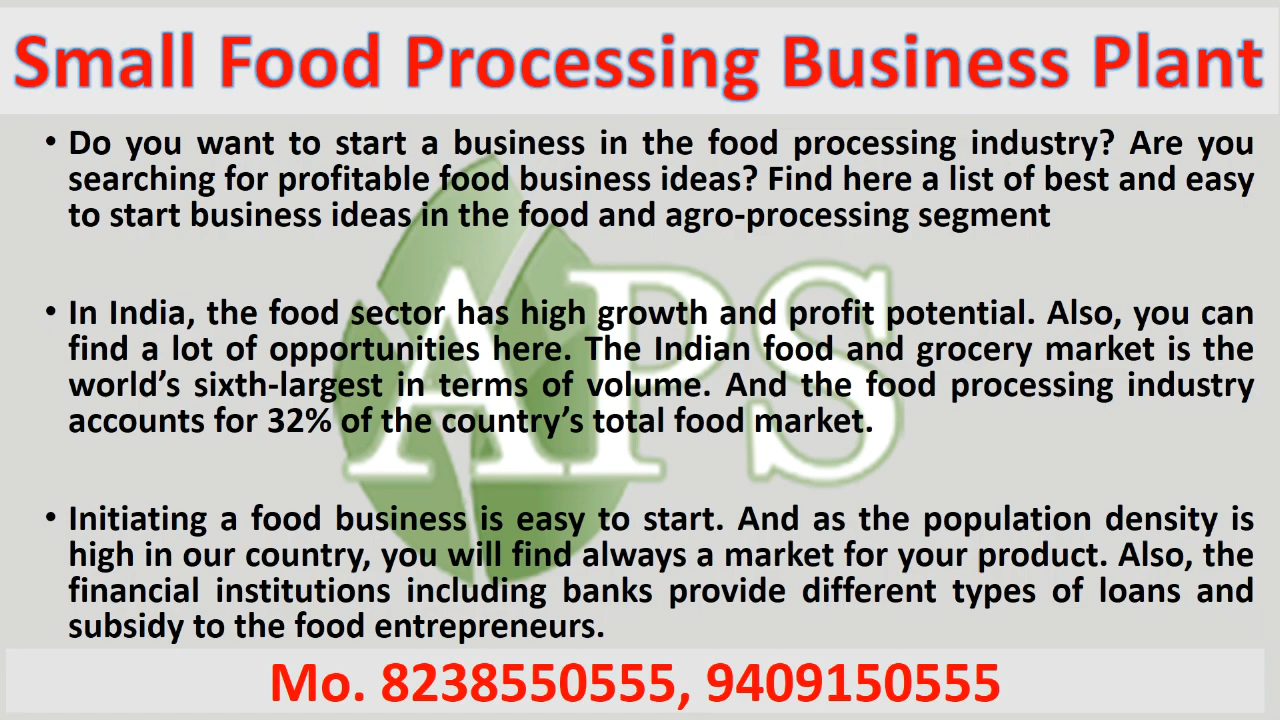 Small Food Processing Business Plant
• Do you want to start a business in the food processing industry? Are you
searching for profitable food business ideas? Find here a list of best and easy
to start business ideas in the food and agro-processing segment
APS
• In India, the food sector has high growth and profit potential. Also, you can
find a lot of opportunities here. The Indian food and grocery market is the
world’s sixth-largest in terms of volume. And the food processing industry
accounts for 32% of the country’s total food market.
• Initiating a food business is easy to start. And as the population density is
high in our country, you will find always a market for your product. Also, the
financial institutions including banks provide different types of loans and
subsidy to the food entrepreneurs.
Mo. 8238550555, 9409150555